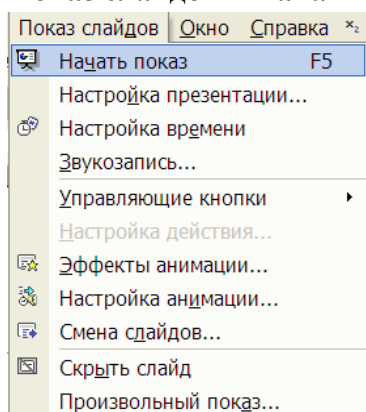 Показ слайдов Окно Справка ×₂
Начать показ F5
Настройка презентации...
Настройка времени
Звукозапись...
Управляющие кнопки
Настройка действия...
Эффекты анимации...
Настройка анимации...
Смена слайдов...
Скрыть слайд
Произвольный показ...